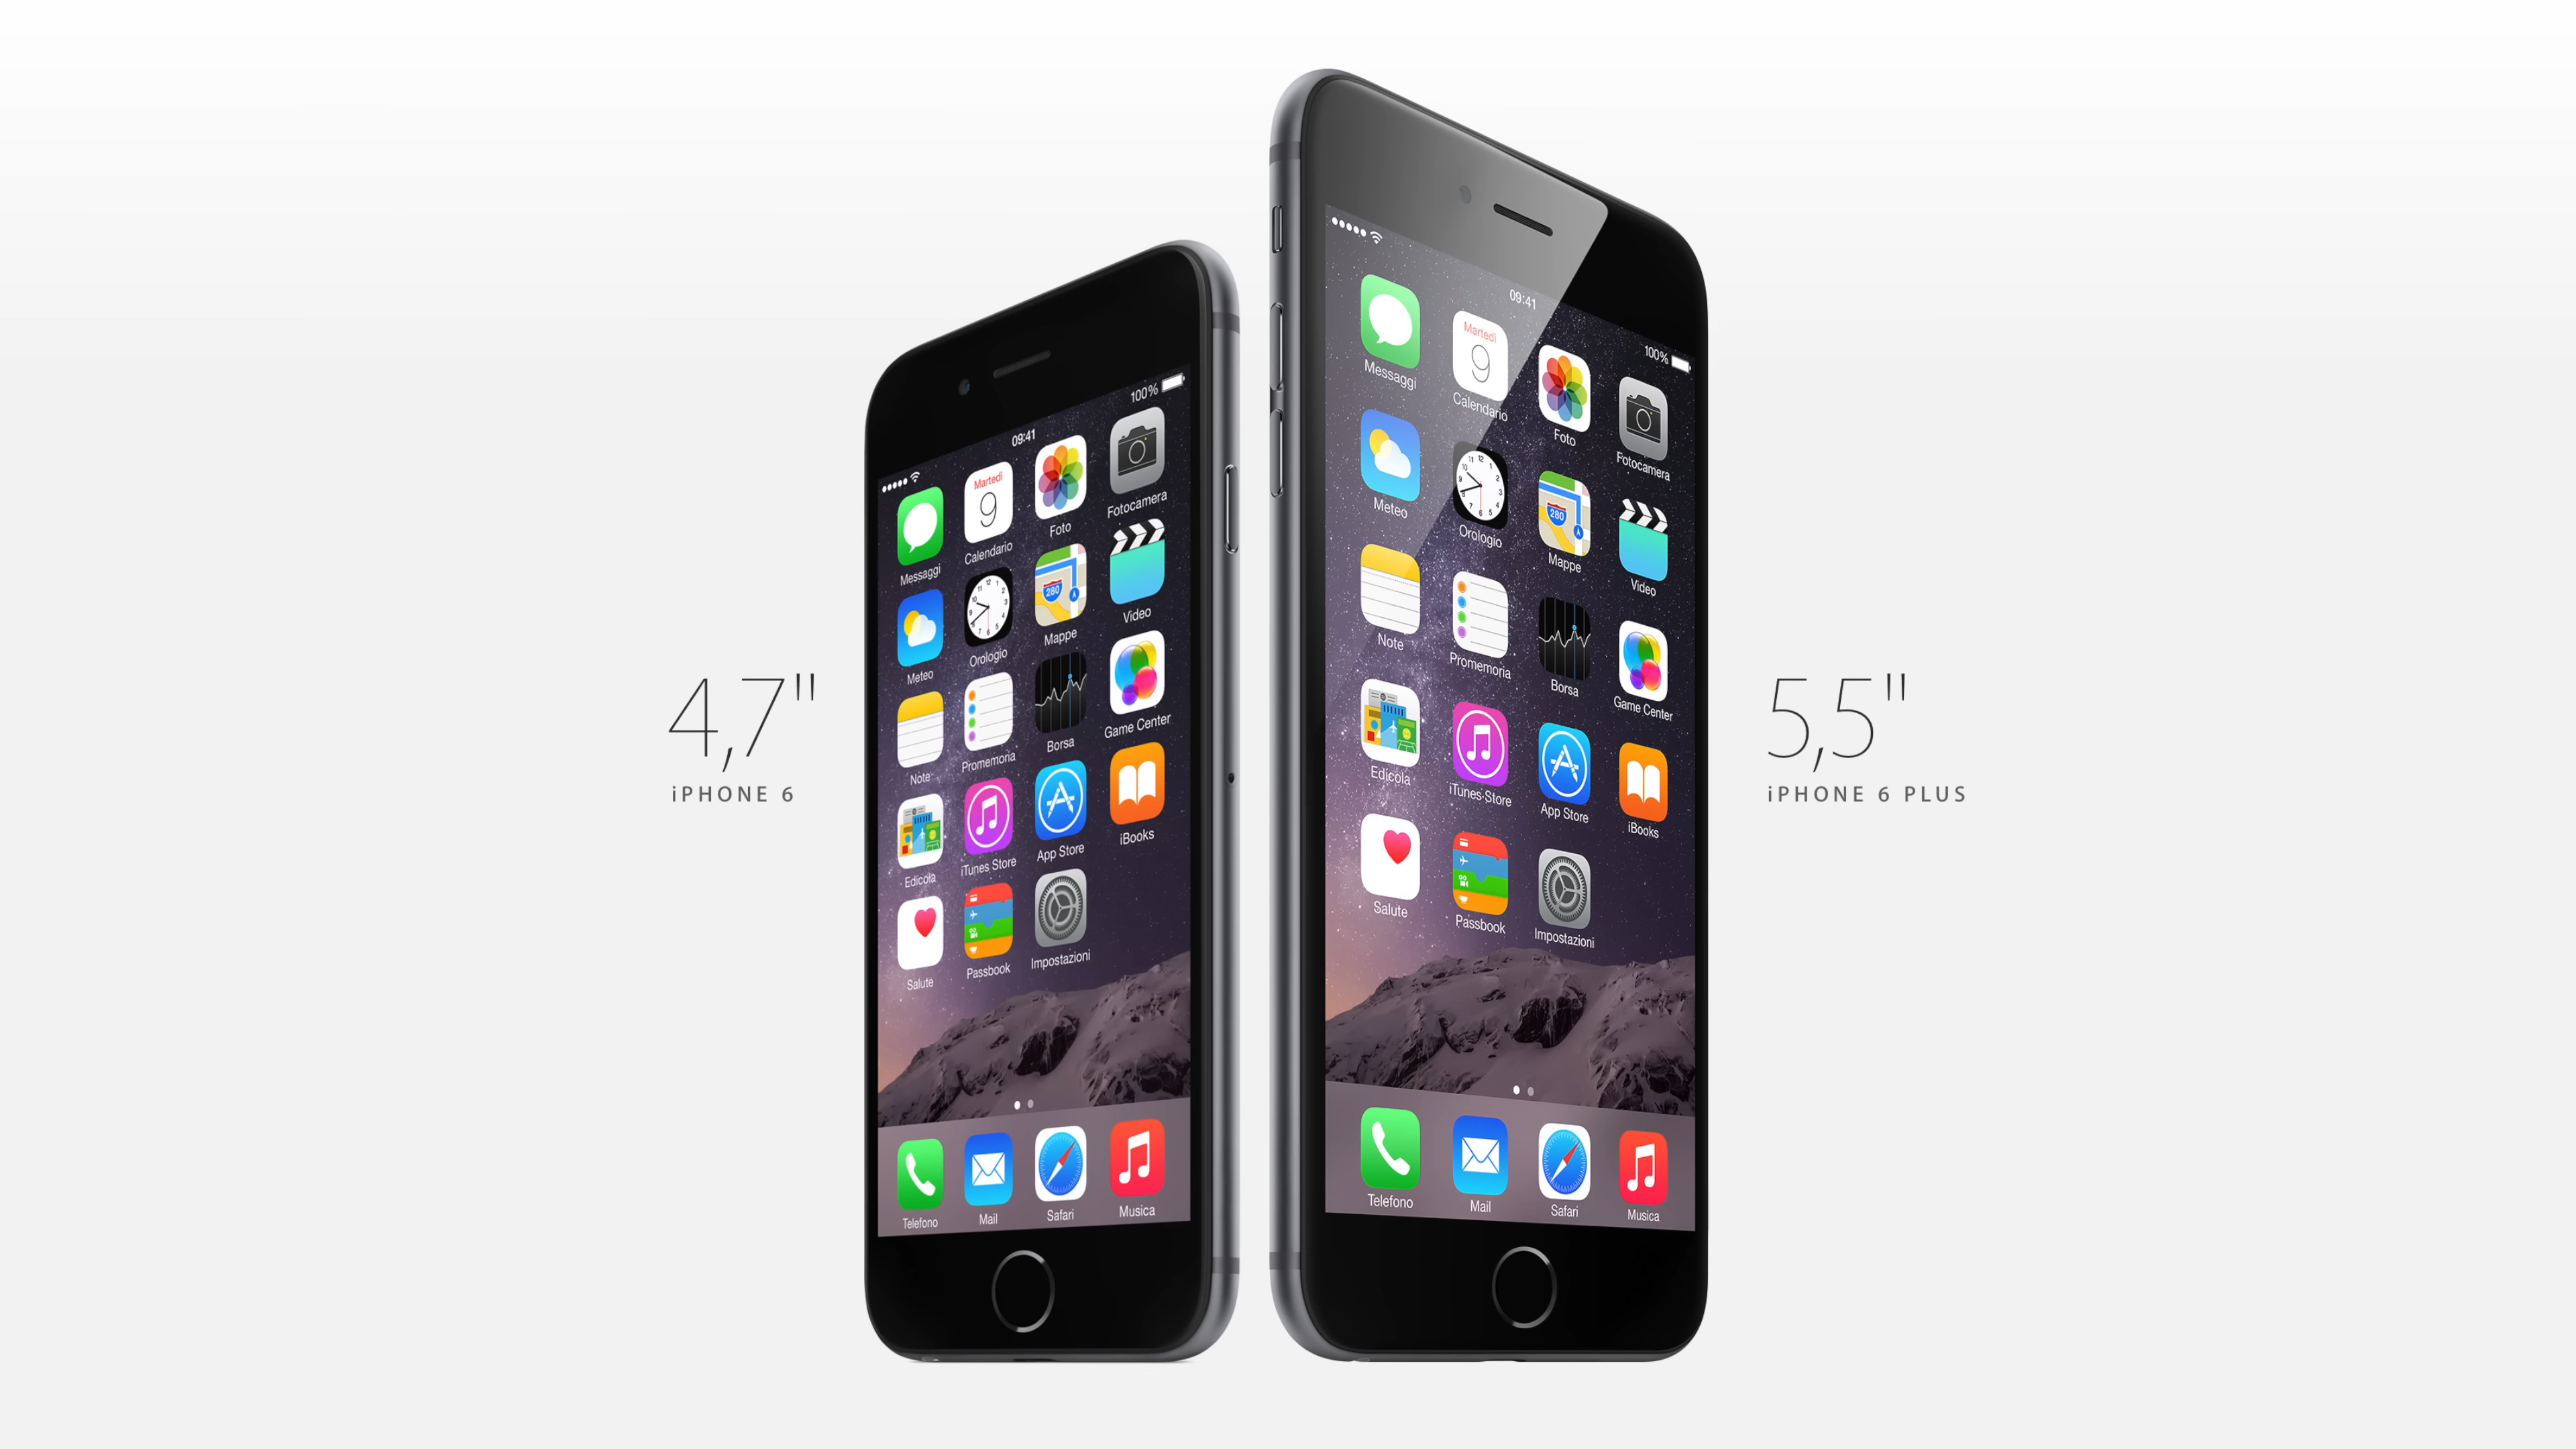 4,7"
iPHONE 6
100%
09:41
Messaggi
Martedì
9
Calendario
Foto
Fotocamera
Meteo
Orologio
280
Mappe
Video
Note
Promemoria
Borsa
Game Center
Edicola
iTunes Store
App Store
iBooks
Salute
Passbook
Impostazioni
Telefono
Mail
Safari
Musica
09:41
100%
Messaggi
Martedì
9
Calendario
Foto
Fotocamera
Meteo
Orologio
280
Mappe
Video
Note
Promemoria
Borsa
Game Center
Edicola
iTunes Store
App Store
iBooks
Salute
Passbook
Impostazioni
Telefono
Mail
Safari
Musica
5,5"
iPHONE 6 PLUS